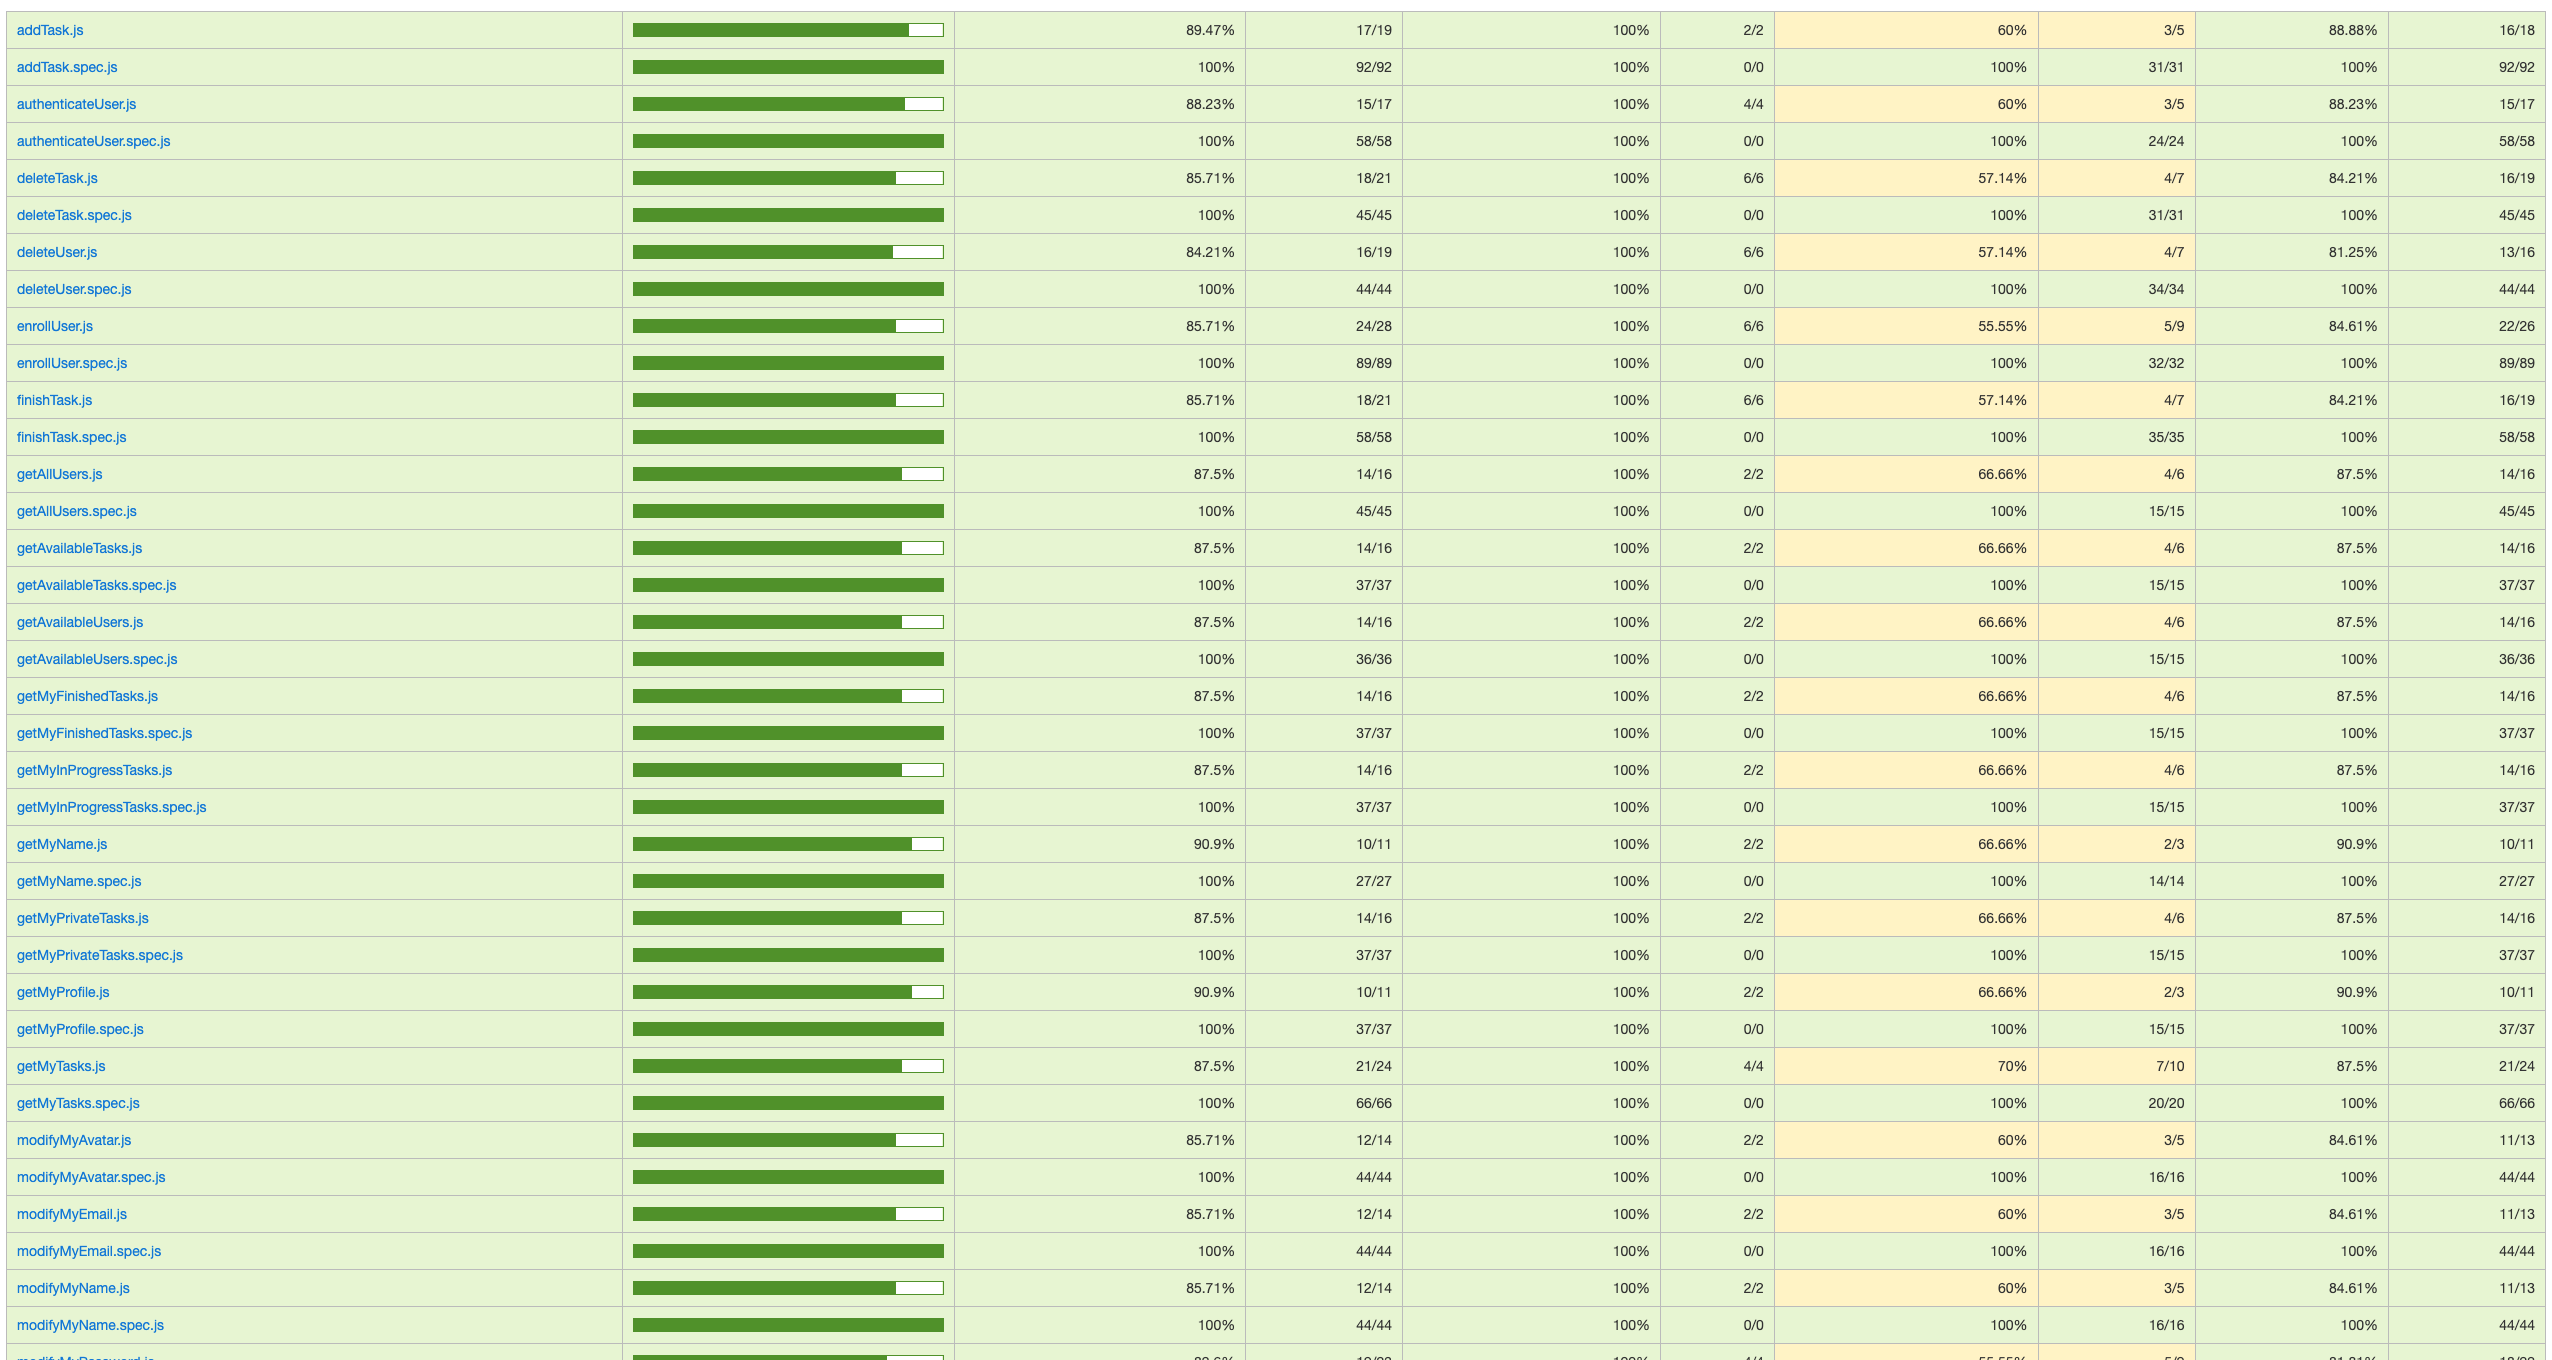 addTask.js 89.47% 17/19 100% 2/2 60% 3/5 88.88% 16/18
addTask.spec.js 100% 92/92 100% 0/0 100% 31/31 100% 92/92
authenticateUser.js 88.23% 15/17 100% 4/4 60% 3/5 88.23% 15/17
authenticateUser.spec.js 100% 58/58 100% 0/0 100% 24/24 100% 58/58
deleteTask.js 85.71% 18/21 100% 6/6 57.14% 4/7 84.21% 16/19
deleteTask.spec.js 100% 45/45 100% 0/0 100% 31/31 100% 45/45
deleteUser.js 84.21% 16/19 100% 6/6 57.14% 4/7 81.25% 13/16
deleteUser.spec.js 100% 44/44 100% 0/0 100% 34/34 100% 44/44
enrollUser.js 85.71% 24/28 100% 6/6 55.55% 5/9 84.61% 22/26
enrollUser.spec.js 100% 89/89 100% 0/0 100% 32/32 100% 89/89
finishTask.js 85.71% 18/21 100% 6/6 57.14% 4/7 84.21% 16/19
finishTask.spec.js 100% 58/58 100% 0/0 100% 35/35 100% 58/58
getAllUsers.js 87.5% 14/16 100% 2/2 66.66% 4/6 87.5% 14/16
getAllUsers.spec.js 100% 45/45 100% 0/0 100% 15/15 100% 45/45
getAvailableTasks.js 87.5% 14/16 100% 2/2 66.66% 4/6 87.5% 14/16
getAvailableTasks.spec.js 100% 37/37 100% 0/0 100% 15/15 100% 37/37
getAvailableUsers.js 87.5% 14/16 100% 2/2 66.66% 4/6 87.5% 14/16
getAvailableUsers.spec.js 100% 36/36 100% 0/0 100% 15/15 100% 36/36
getMyFinishedTasks.js 87.5% 14/16 100% 2/2 66.66% 4/6 87.5% 14/16
getMyFinishedTasks.spec.js 100% 37/37 100% 0/0 100% 15/15 100% 37/37
getMyInProgressTasks.js 87.5% 14/16 100% 2/2 66.66% 4/6 87.5% 14/16
getMyInProgressTasks.spec.js 100% 37/37 100% 0/0 100% 15/15 100% 37/37
getMyName.js 90.9% 10/11 100% 2/2 66.66% 2/3 90.9% 10/11
getMyName.spec.js 100% 27/27 100% 0/0 100% 14/14 100% 27/27
getMyPrivateTasks.js 87.5% 14/16 100% 2/2 66.66% 4/6 87.5% 14/16
getMyPrivateTasks.spec.js 100% 37/37 100% 0/0 100% 15/15 100% 37/37
getMyProfile.js 90.9% 10/11 100% 2/2 66.66% 2/3 90.9% 10/11
getMyProfile.spec.js 100% 37/37 100% 0/0 100% 15/15 100% 37/37
getMyTasks.js 87.5% 21/24 100% 4/4 70% 7/10 87.5% 21/24
getMyTasks.spec.js 100% 66/66 100% 0/0 100% 20/20 100% 66/66
modifyMyAvatar.js 85.71% 12/14 100% 2/2 60% 3/5 84.61% 11/13
modifyMyAvatar.spec.js 100% 44/44 100% 0/0 100% 16/16 100% 44/44
modifyMyEmail.js 85.71% 12/14 100% 2/2 60% 3/5 84.61% 11/13
modifyMyEmail.spec.js 100% 44/44 100% 0/0 100% 16/16 100% 44/44
modifyMyName.js 85.71% 12/14 100% 2/2 60% 3/5 84.61% 11/13
modifyMyName.spec.js 100% 44/44 100% 0/0 100% 16/16 100% 44/44